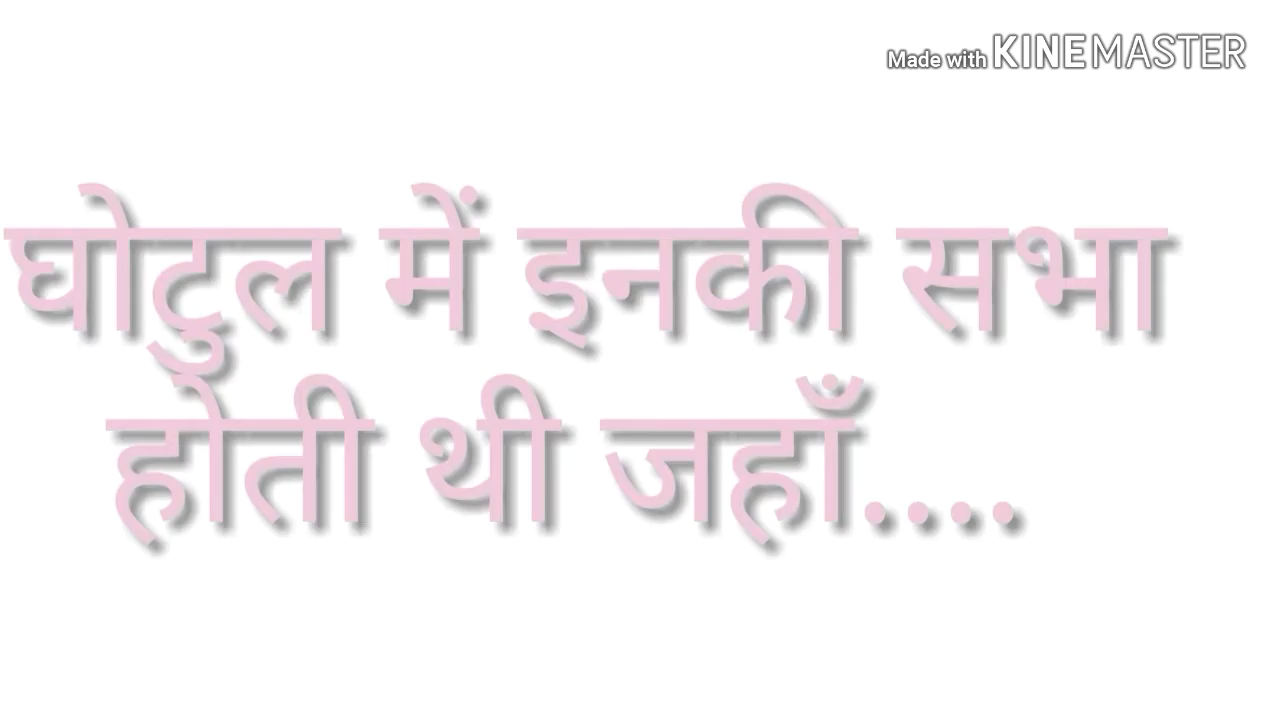 Made with KINEMASTER
घोटुल में इनकी सभा
होती थी जहाँ....